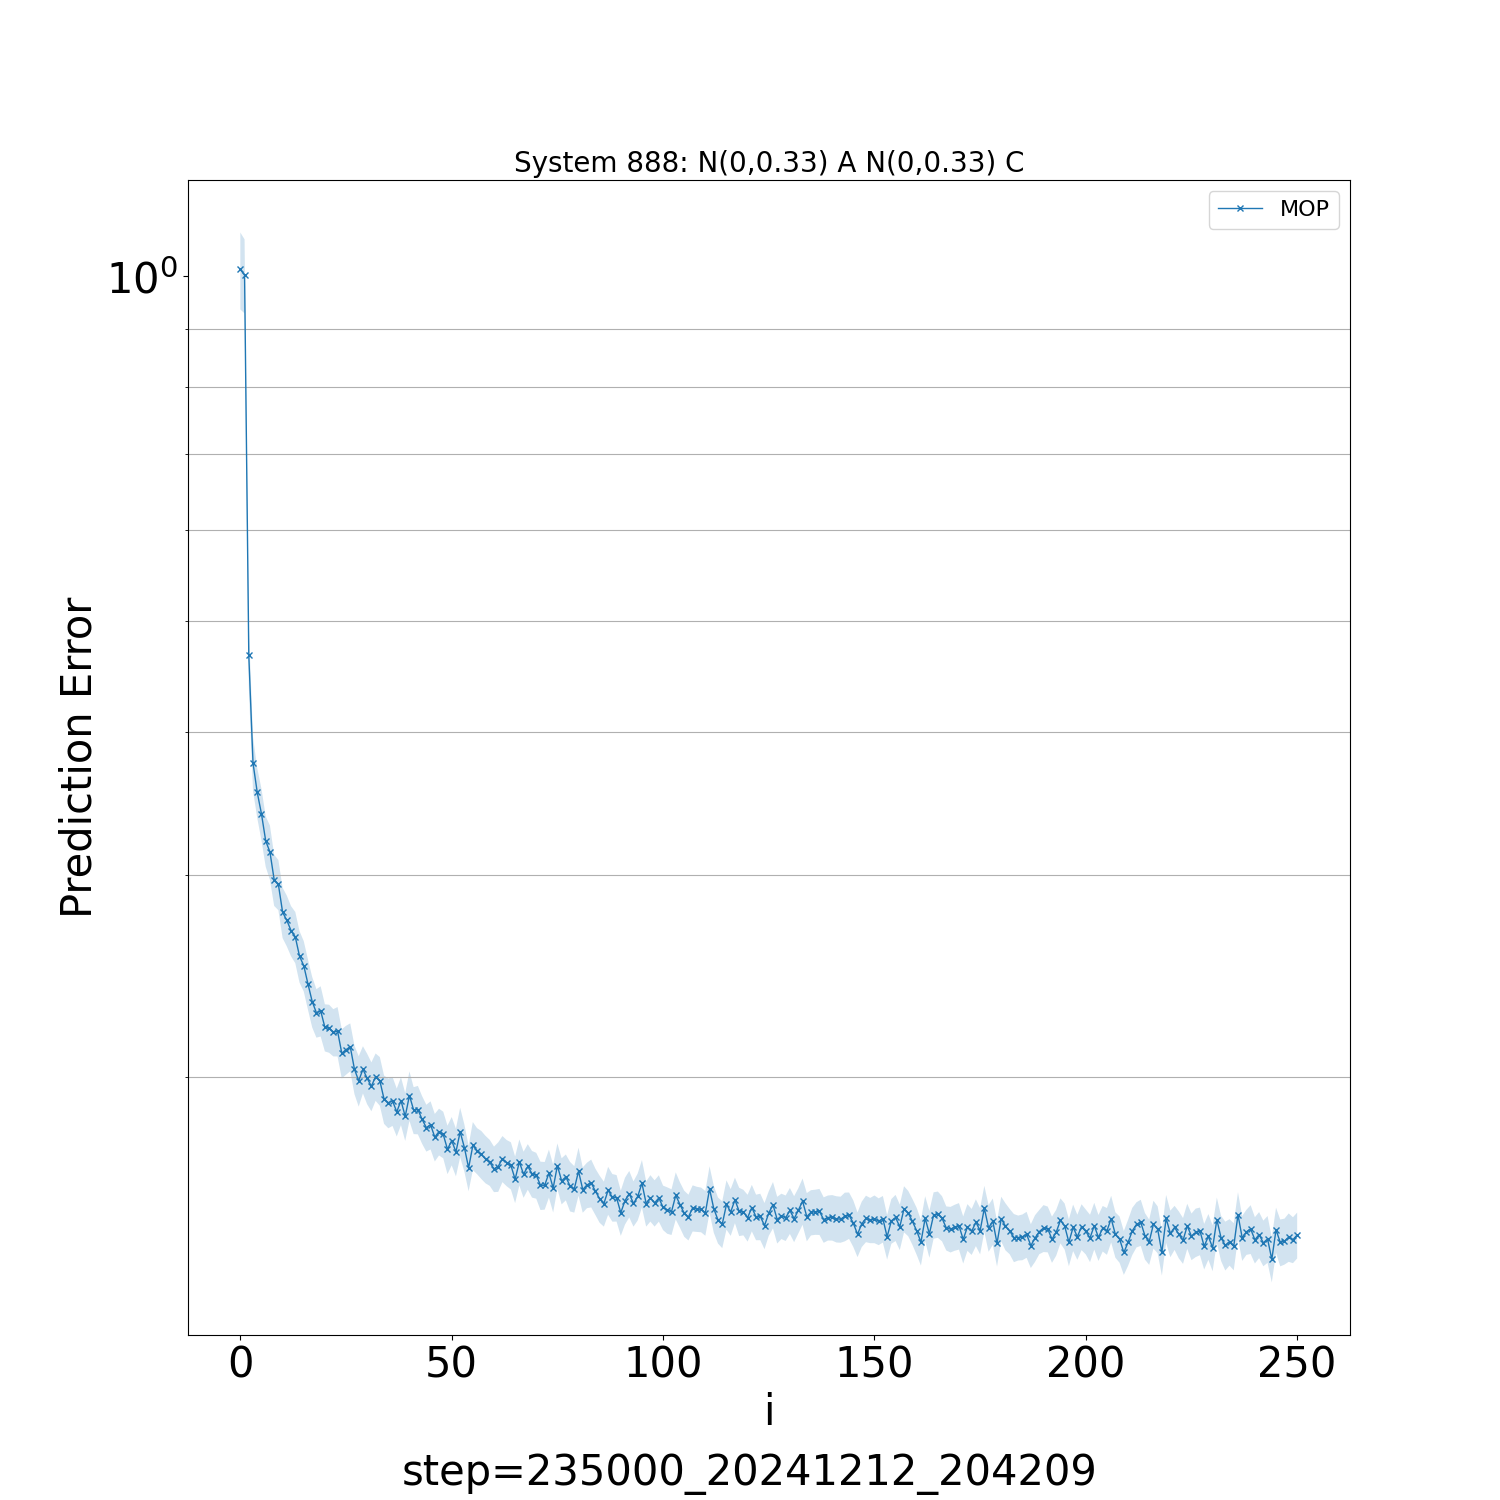 System 888: N(0,0.33) A N(0,0.33) C
MOP
10⁰
Prediction Error
0 50 100 150 200 250
i
step=235000_20241212_204209